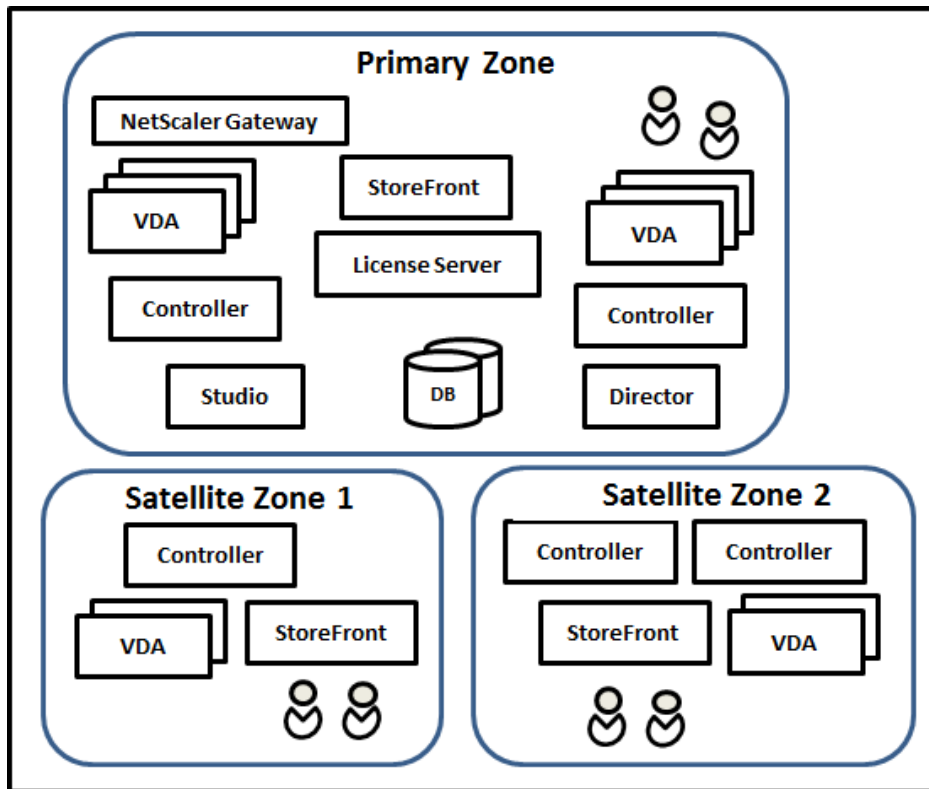 Primary Zone
NetScaler Gateway
StoreFront
VDA
VDA
License Server
Controller
Controller
Studio
DB
Director
Satellite Zone 1
Controller
VDA
StoreFront
Satellite Zone 2
Controller
Controller
StoreFront
VDA